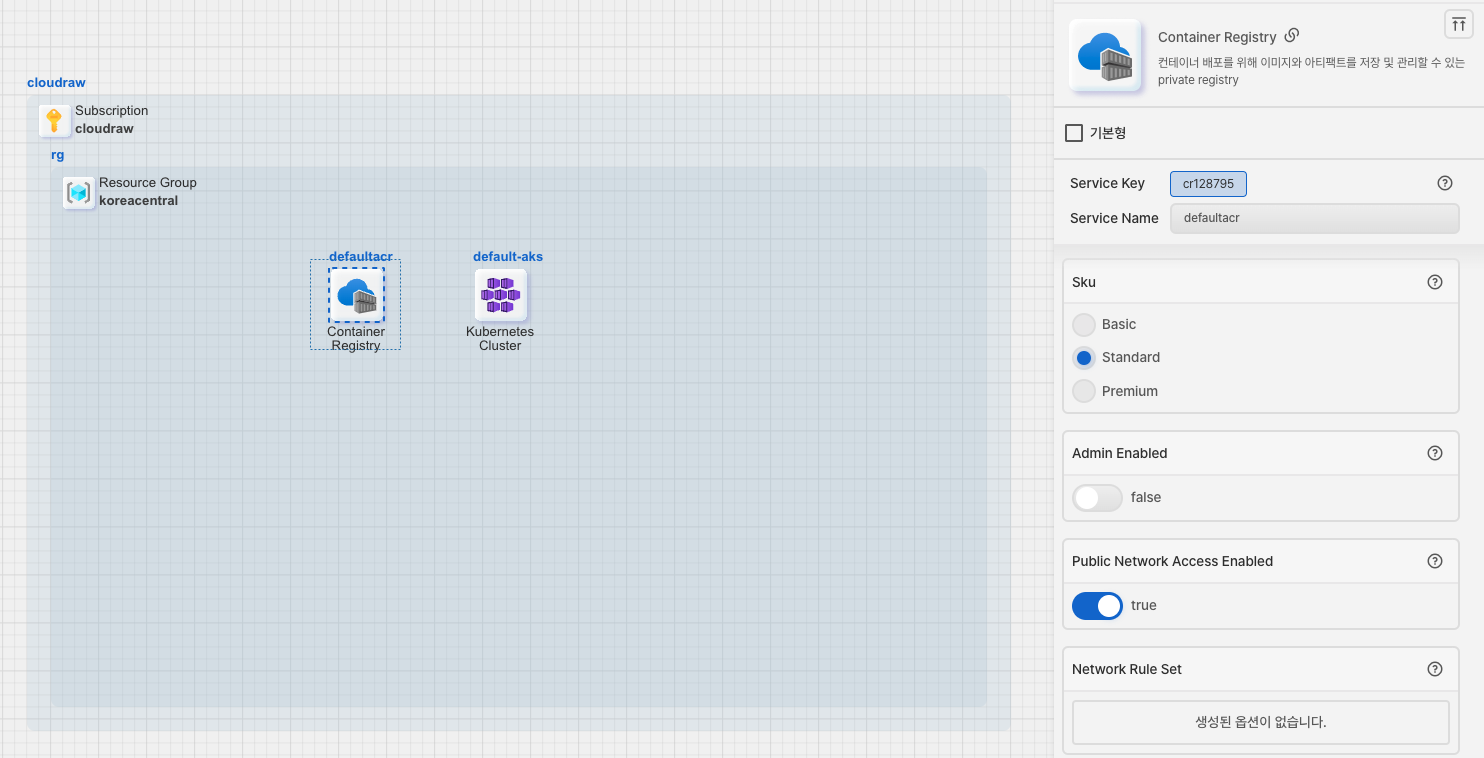 cloudraw
Subscription
cloudraw
rg
Resource Group
koreacentral
defaultacr
Container
Registry
default-aks
Kubernetes
Cluster
Container Registry
컨테이너 배포를 위해 이미지와 아티팩트를 저장 및 관리할 수 있는
private registry
기본형
Service Key
cr128795
Service Name
defaultacr
Sku
Basic
Standard
Premium
Admin Enabled
false
Public Network Access Enabled
true
Network Rule Set
생성된 옵션이 없습니다.